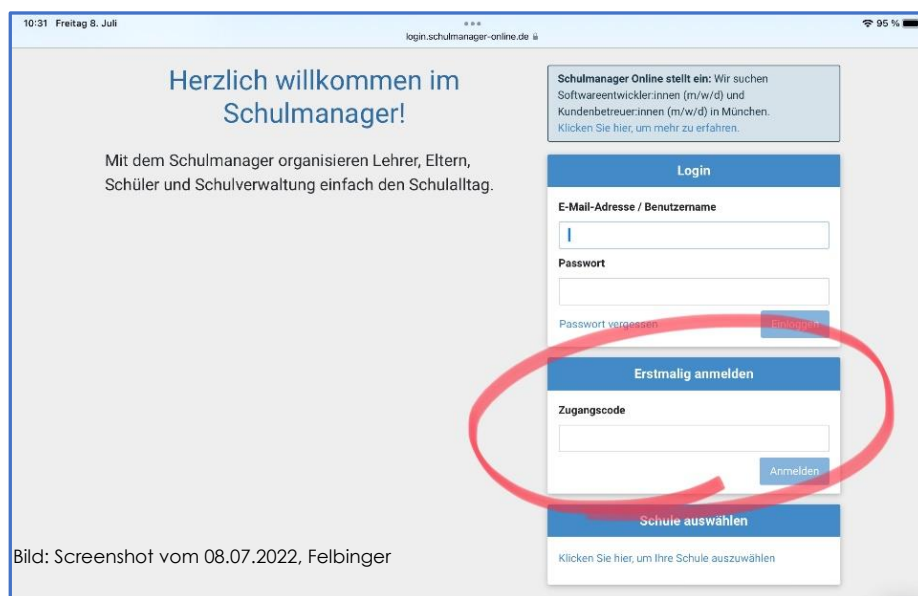 10:31 Freitag 8. Juli
login.schulmanager-online.de
95 %
Herzlich willkommen im
Schulmanager!
Mit dem Schulmanager organisieren Lehrer, Eltern,
Schüler und Schulverwaltung einfach den Schulalltag.
Schulmanager Online stellt ein: Wir suchen
Softwareentwickler:innen (m/w/d) und
Kundenbetreuer:innen (m/w/d) in München.
Klicken Sie hier, um mehr zu erfahren.
Login
E-Mail-Adresse / Benutzername
Passwort
Passwort vergessen
Einloggen
Erstmalig anmelden
Zugangscode
Anmelden
Schule auswählen
Klicken Sie hier, um Ihre Schule auszuwählen
Bild: Screenshot vom 08.07.2022, Felbinger